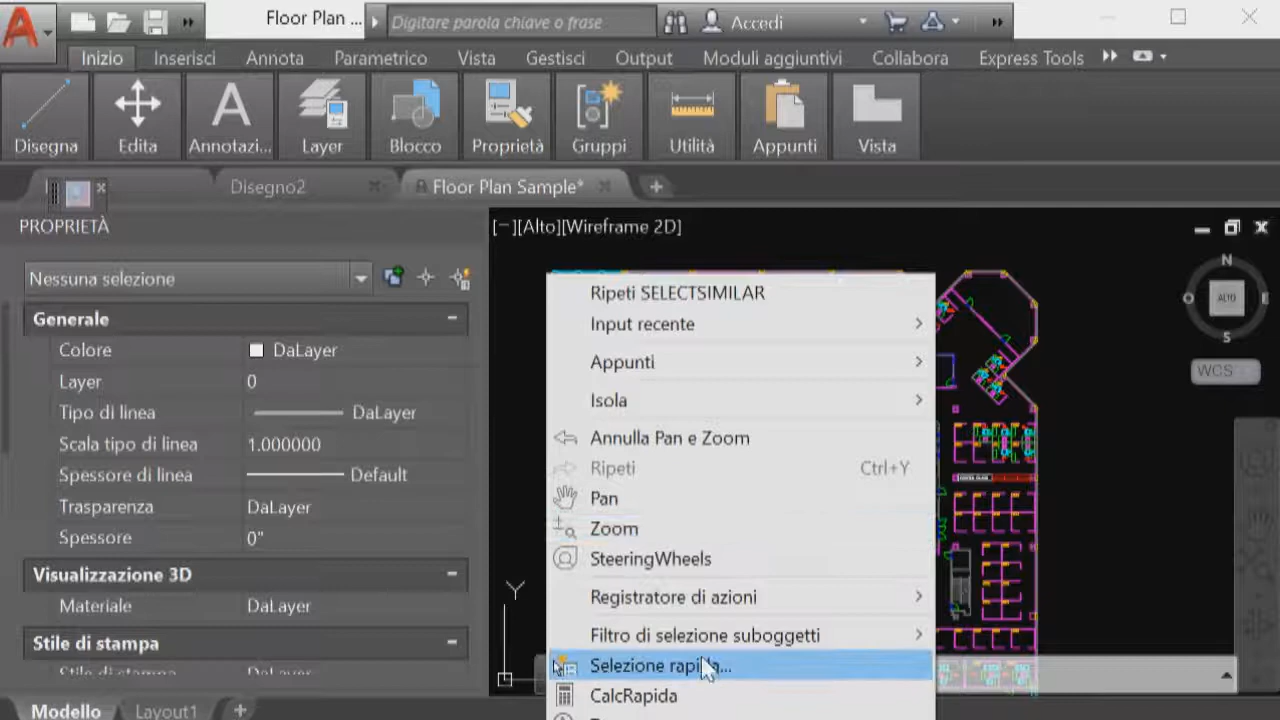 Floor Plan ...
Digitare parola chiave o frase
Accedi
Inizio
Inserisci
Annota
Parametrico
Vista
Gestisci
Output
Moduli aggiuntivi
Collabora
Express Tools
Disegna
Edita
Annotazi...
Layer
Blocco
Proprietà
Gruppi
Utilità
Appunti
Vista
Disegno2
Floor Plan Sample*
PROPRIETÀ
[−][Alto][Wireframe 2D]
Nessuna selezione
Generale
Colore DaLayer
Layer 0
Tipo di linea DaLayer
Scala tipo di linea 1.000000
Spessore di linea Default
Trasparenza DaLayer
Spessore 0"
Visualizzazione 3D
Materiale DaLayer
Stile di stampa
Modello
Layout1
Ripeti SELECTSIMILAR
Input recente
Appunti
Isola
Annulla Pan e Zoom
Ripeti Ctrl+Y
Pan
Zoom
SteeringWheels
Registratore di azioni
Filtro di selezione suboggetti
Selezione rapida...
CalcRapida
N
O ALTO E
S
WCS
Y